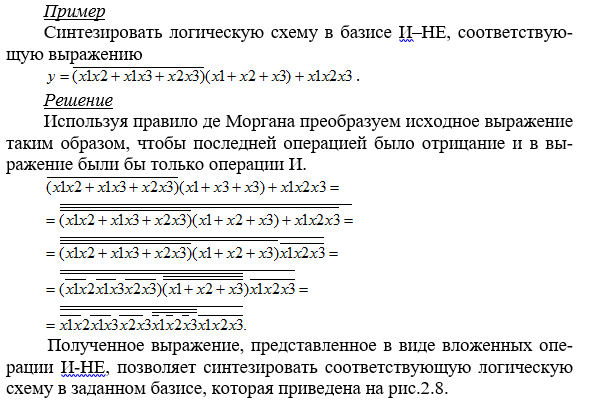 Пример
Синтезировать логическую схему в базисе И–НЕ, соответствую-
щую выражению
y = \overline{(x1x2 + x1x3 + x2x3)}(x1 + x2 + x3) + x1x2x3 .
Решение
Используя правило де Моргана преобразуем исходное выражение
таким образом, чтобы последней операцией было отрицание и в вы-
ражение были бы только операции И.
\overline{(x1x2 + x1x3 + x2x3)}(x1 + x3 + x3) + x1x2x3 =
= \overline{\overline{\overline{(x1x2 + x1x3 + x2x3)}(x1 + x2 + x3) + x1x2x3}} =
= \overline{\overline{\overline{(x1x2 + x1x3 + x2x3)}(x1 + x2 + x3)}\overline{x1x2x3}} =
= \overline{\overline{(\overline{x1x2}\overline{x1x3}\overline{x2x3})\overline{\overline{(x1 + x2 + x3)}}}\overline{x1x2x3}} =
= \overline{\overline{\overline{x1x2}\overline{x1x3}\overline{x2x3}\overline{\overline{x1}\overline{x2}\overline{x3}}}\overline{x1x2x3}}.
Полученное выражение, представленное в виде вложенных опе-
рации И-НЕ, позволяет синтезировать соответствующую логическую
схему в заданном базисе, которая приведена на рис.2.8.